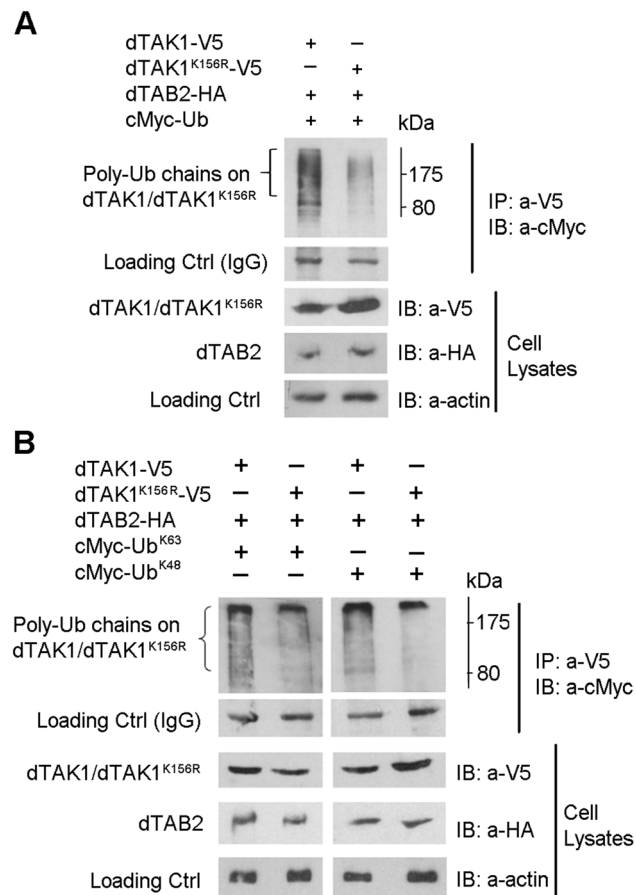 A
dTAK1-V5 + −
dTAK1K156R-V5 − +
dTAB2-HA + +
cMyc-Ub + + kDa
Poly-Ub chains on
dTAK1/dTAK1K156R
175
80
IP: a-V5
IB: a-cMyc
Loading Ctrl (IgG)
dTAK1/dTAK1K156R IB: a-V5
dTAB2 IB: a-HA
Loading Ctrl IB: a-actin
Cell
Lysates
B
dTAK1-V5 + − + −
dTAK1K156R-V5 − + − +
dTAB2-HA + + + +
cMyc-UbK63 + + − −
cMyc-UbK48 − − + +
kDa
Poly-Ub chains on
dTAK1/dTAK1K156R
175
80
IP: a-V5
IB: a-cMyc
Loading Ctrl (IgG)
dTAK1/dTAK1K156R IB: a-V5
dTAB2 IB: a-HA
Loading Ctrl IB: a-actin
Cell
Lysates